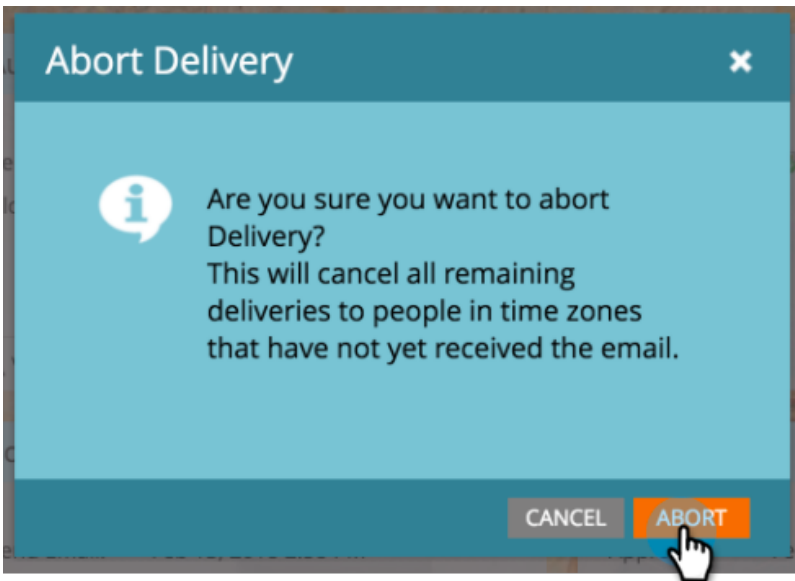 Abort Delivery
Are you sure you want to abort
Delivery?
This will cancel all remaining
deliveries to people in time zones
that have not yet received the email.
CANCEL
ABORT